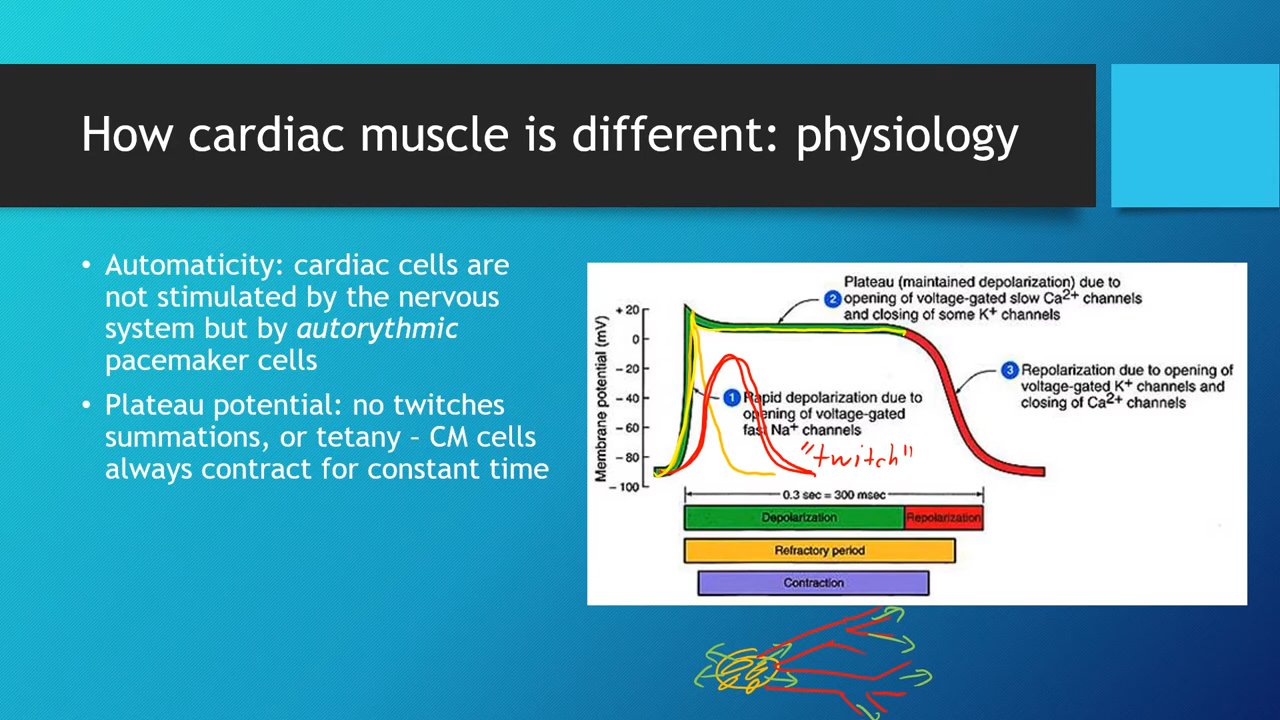 How cardiac muscle is different: physiology
• Automaticity: cardiac cells are
not stimulated by the nervous
system but by autorythmic
pacemaker cells
• Plateau potential: no twitches
summations, or tetany – CM cells
always contract for constant time
Plateau (maintained depolarization) due to
2 opening of voltage-gated slow Ca2+ channels
and closing of some K+ channels
Membrane potential (mV)
+ 20
0
– 20
– 40
– 60
– 80
– 100
1 Rapid depolarization due to
opening of voltage-gated
fast Na+ channels
"twitch"
3 Repolarization due to opening of
voltage-gated K+ channels and
closing of Ca2+ channels
0.3 sec = 300 msec
Depolarization
Repolarization
Refractory period
Contraction